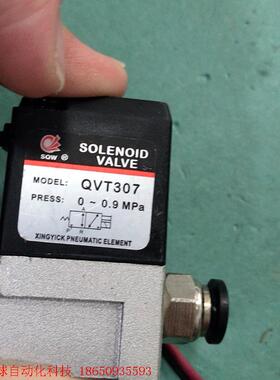 SQW ®
SOLENOID
VALVE
MODEL: QVT307
PRESS: 0 ~ 0.9 MPa
A
P R
XINGYICK PNEUMATIC ELEMENT
球自动化科技 18650935593